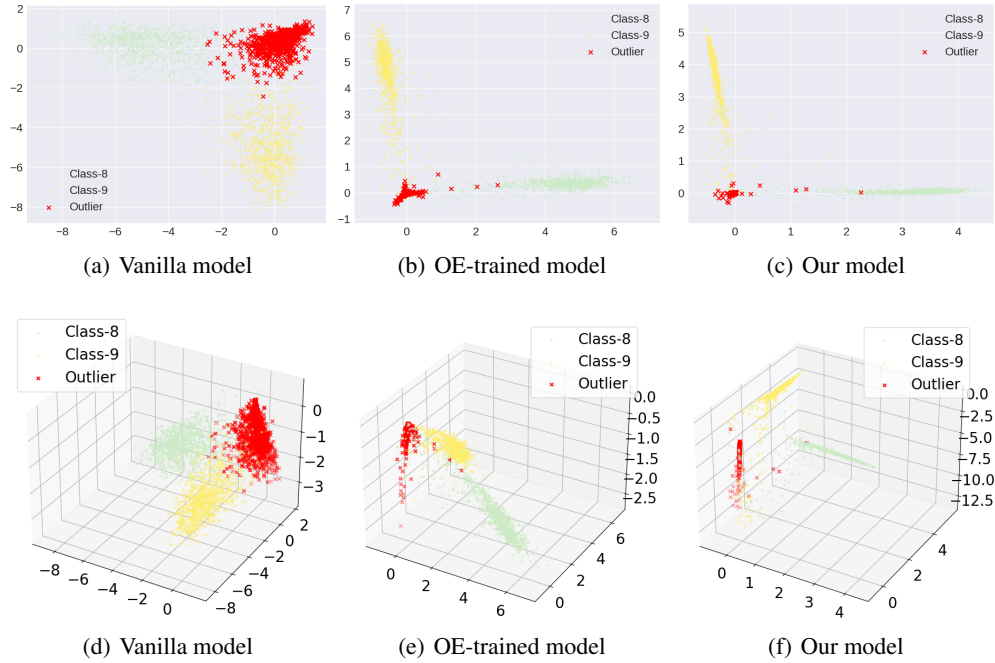 2
0
−2
−4
−6
−8
−8 −6 −4 −2 0
Class-8
Class-9
Outlier
(a) Vanilla model
7
6
5
4
3
2
1
0
−1
0 2 4 6
Class-8
Class-9
Outlier
(b) OE-trained model
5
4
3
2
1
0
0 1 2 3 4
Class-8
Class-9
Outlier
(c) Our model
Class-8
Class-9
Outlier
0
−1
−2
−3
2
0
−2
−4
−6
−8
−8 −6 −4 −2 0
(d) Vanilla model
Class-8
Class-9
Outlier
0.0
−0.5
−1.0
−1.5
−2.0
−2.5
6
4
2
0
0 2 4 6
(e) OE-trained model
Class-8
Class-9
Outlier
0.0
−2.5
−5.0
−7.5
−10.0
−12.5
4
2
0
0 1 2 3 4
(f) Our model